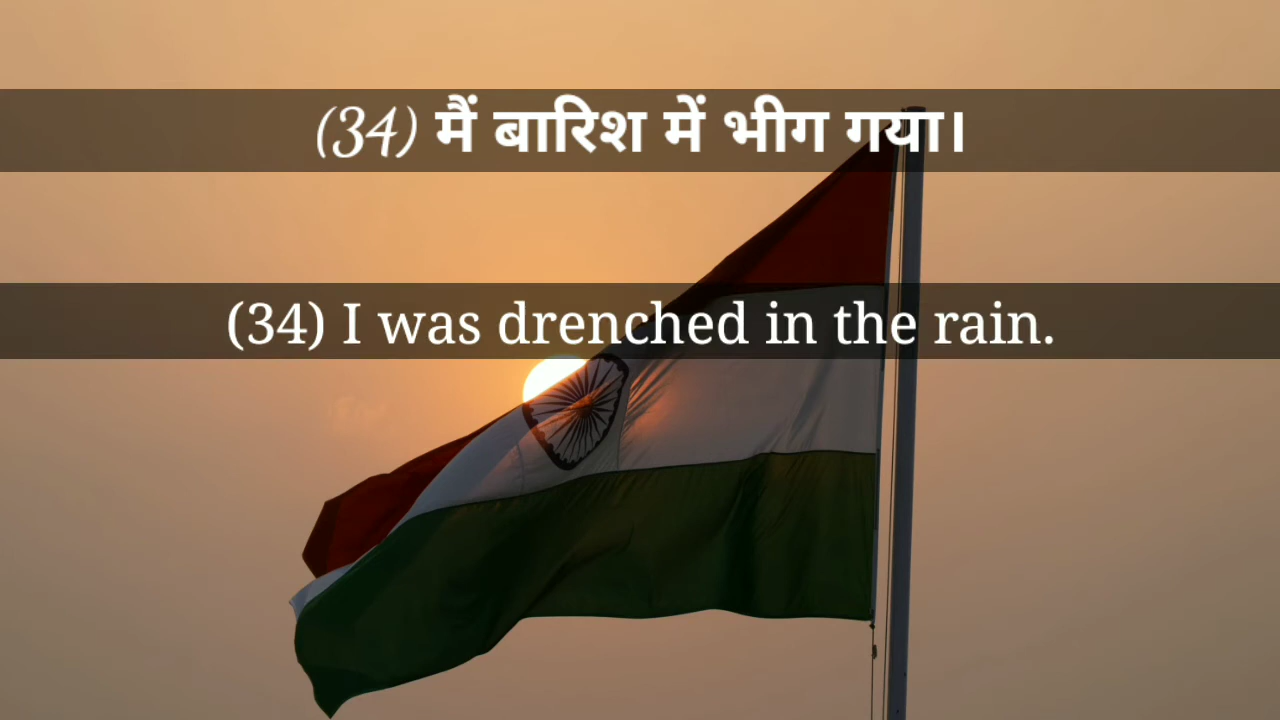 (34) मैं बारिश में भीग गया।
(34) I was drenched in the rain.